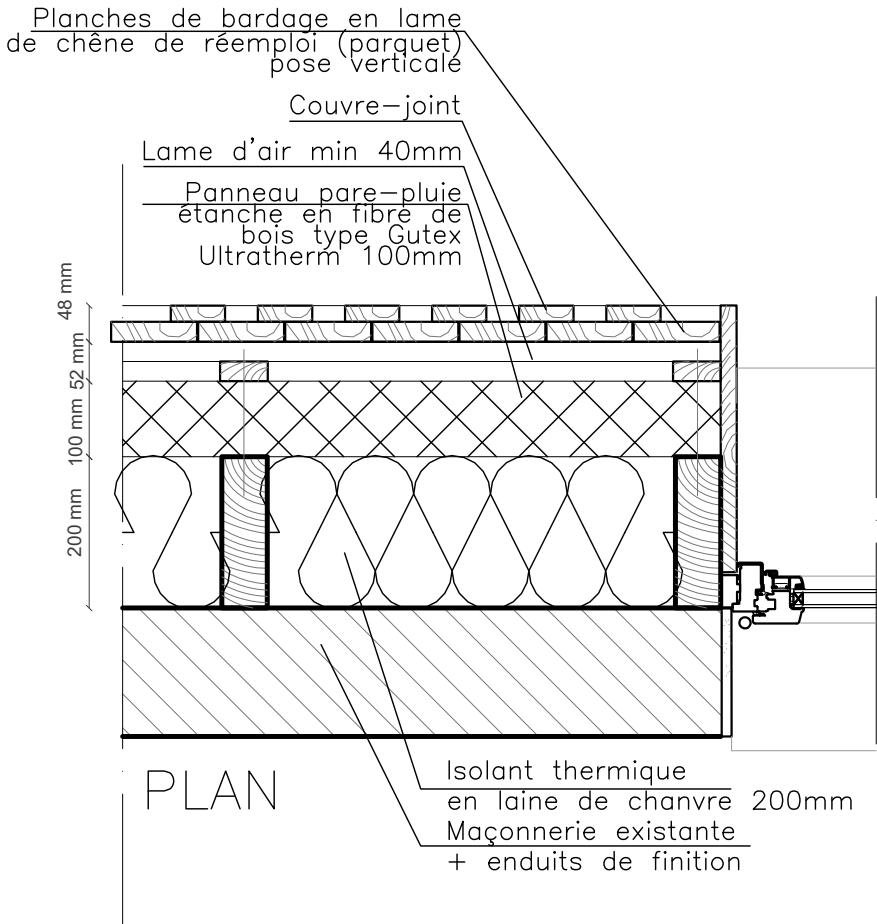 Planches de bardage en lame
de chêne de réemploi (parquet)
pose verticale
Couvre-joint
Lame d'air min 40mm
Panneau pare-pluie
étanche en fibre de
bois type Gutex
Ultratherm 100mm
48 mm
52 mm
100 mm
200 mm
PLAN
Isolant thermique
en laine de chanvre 200mm
Maçonnerie existante
+ enduits de finition